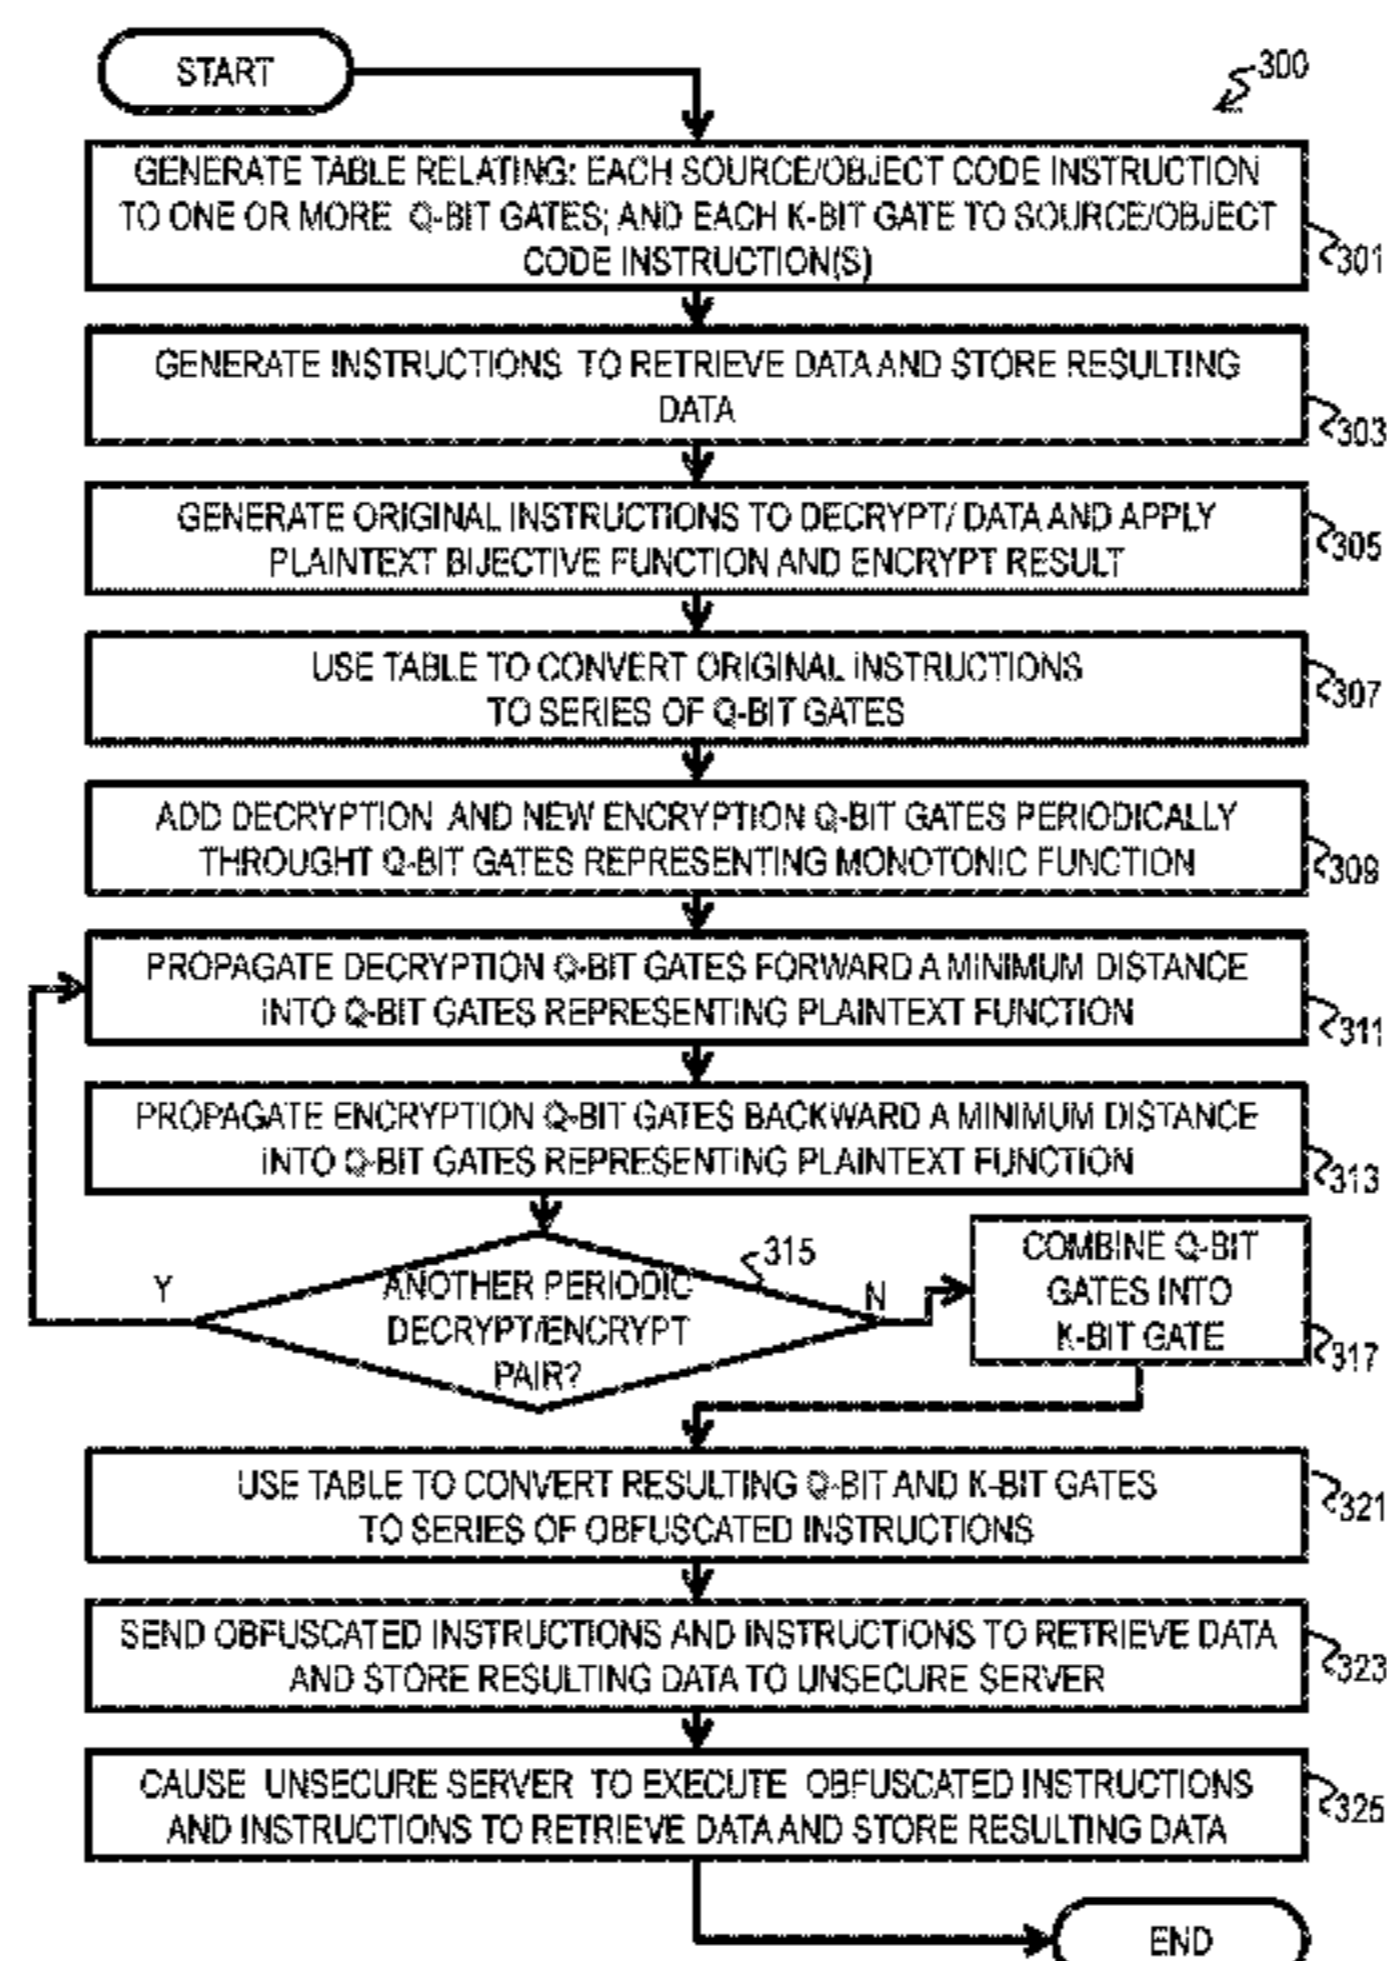 START
300
GENERATE TABLE RELATING: EACH SOURCE/OBJECT CODE INSTRUCTION
TO ONE OR MORE Q-BIT GATES; AND EACH K-BIT GATE TO SOURCE/OBJECT
CODE INSTRUCTION(S)
301
GENERATE INSTRUCTIONS TO RETRIEVE DATA AND STORE RESULTING
DATA
303
GENERATE ORIGINAL INSTRUCTIONS TO DECRYPT/ DATA AND APPLY
PLAINTEXT BIJECTIVE FUNCTION AND ENCRYPT RESULT
305
USE TABLE TO CONVERT ORIGINAL INSTRUCTIONS
TO SERIES OF Q-BIT GATES
307
ADD DECRYPTION AND NEW ENCRYPTION Q-BIT GATES PERIODICALLY
THROUGHT Q-BIT GATES REPRESENTING MONOTONIC FUNCTION
309
PROPAGATE DECRYPTION Q-BIT GATES FORWARD A MINIMUM DISTANCE
INTO Q-BIT GATES REPRESENTING PLAINTEXT FUNCTION
311
PROPAGATE ENCRYPTION Q-BIT GATES BACKWARD A MINIMUM DISTANCE
INTO Q-BIT GATES REPRESENTING PLAINTEXT FUNCTION
313
315
ANOTHER PERIODIC
DECRYPT/ENCRYPT
PAIR?
Y
N
COMBINE Q-BIT
GATES INTO
K-BIT GATE
317
USE TABLE TO CONVERT RESULTING Q-BIT AND K-BIT GATES
TO SERIES OF OBFUSCATED INSTRUCTIONS
321
SEND OBFUSCATED INSTRUCTIONS AND INSTRUCTIONS TO RETRIEVE DATA
AND STORE RESULTING DATA TO UNSECURE SERVER
323
CAUSE UNSECURE SERVER TO EXECUTE OBFUSCATED INSTRUCTIONS
AND INSTRUCTIONS TO RETRIEVE DATA AND STORE RESULTING DATA
325
END